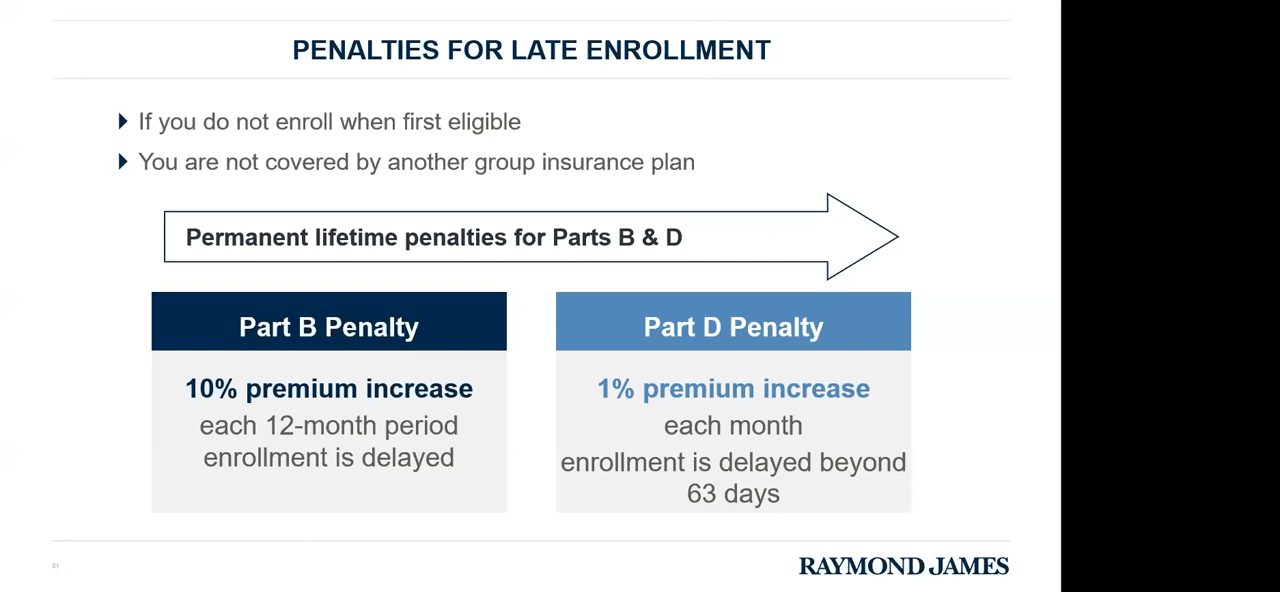 PENALTIES FOR LATE ENROLLMENT
If you do not enroll when first eligible
You are not covered by another group insurance plan
Permanent lifetime penalties for Parts B & D
Part B Penalty
10% premium increase
each 12-month period
enrollment is delayed
Part D Penalty
1% premium increase
each month
enrollment is delayed beyond
63 days
31
RAYMOND JAMES